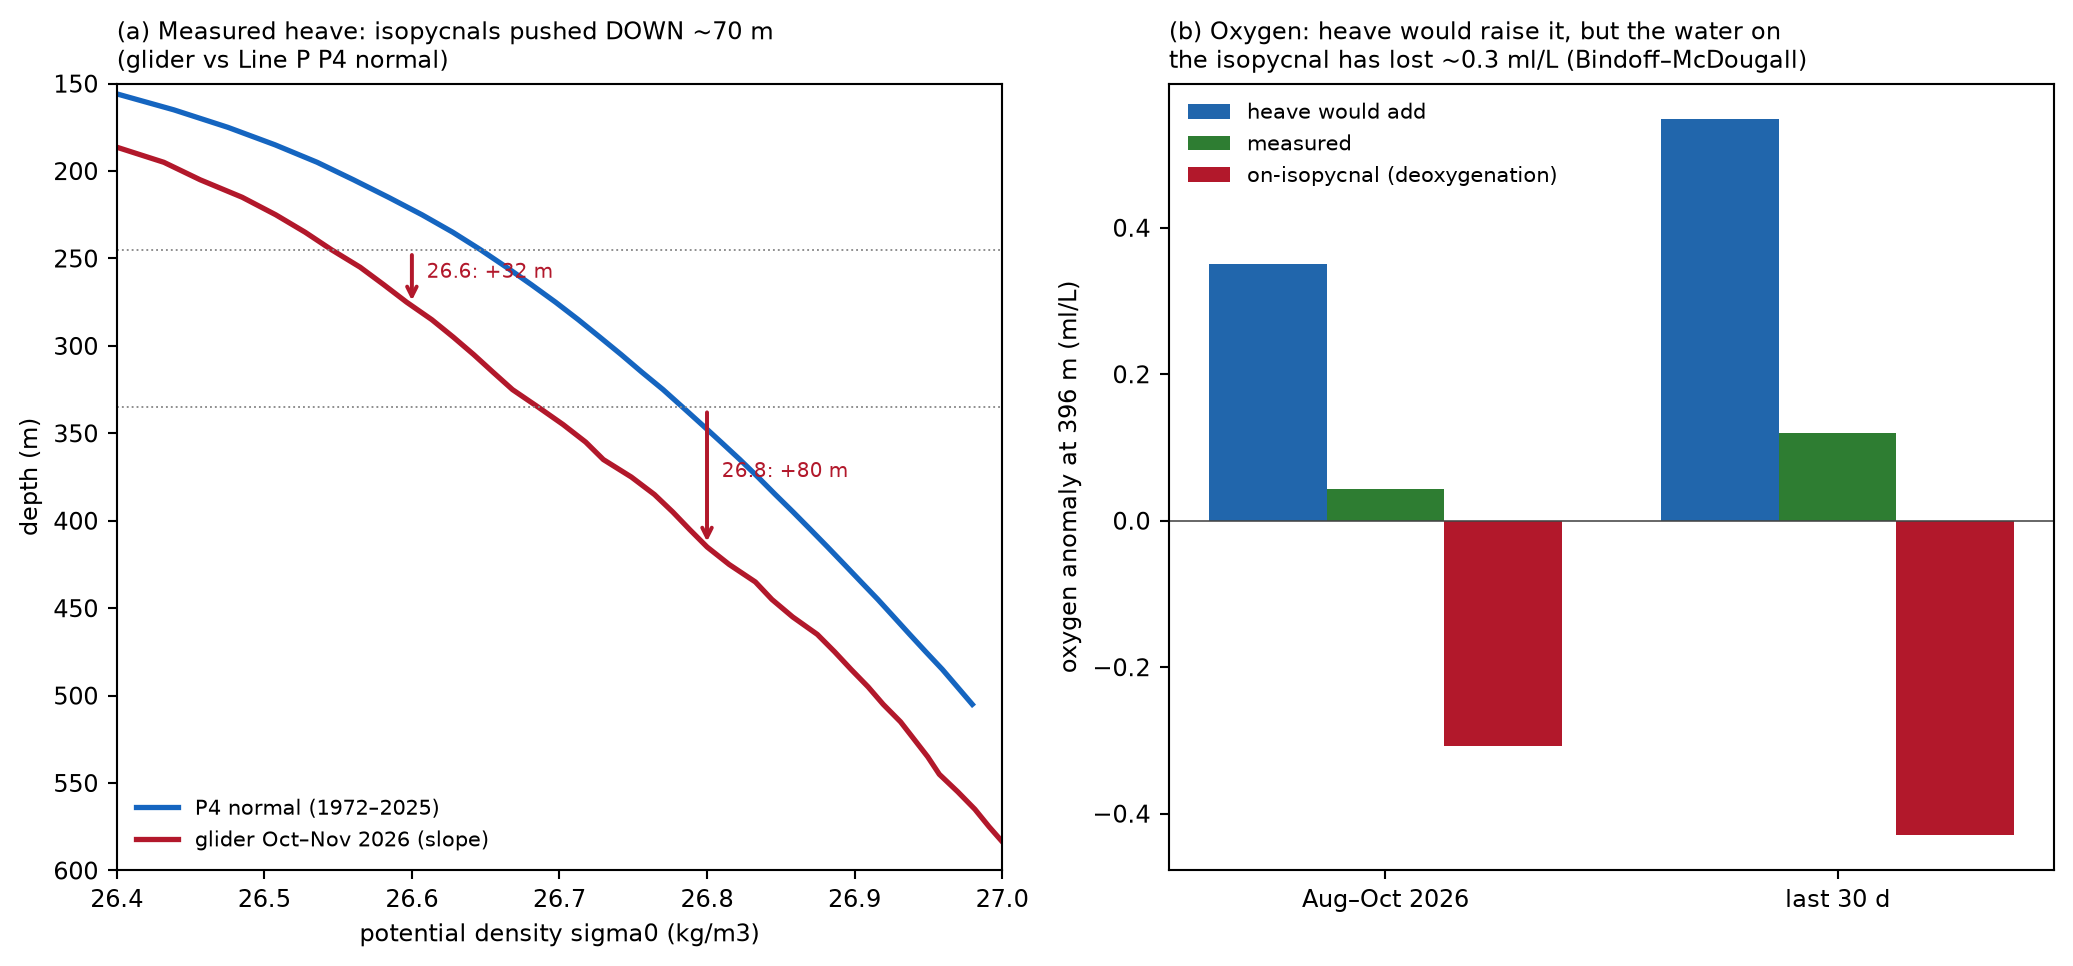 (a) Measured heave: isopycnals pushed DOWN ~70 m
(glider vs Line P P4 normal)
150
200
250
300
350
400
450
500
550
600
depth (m)
26.6: +32 m
26.8: +80 m
P4 normal (1972–2025)
glider Oct–Nov 2026 (slope)
26.4
26.5
26.6
26.7
26.8
26.9
27.0
potential density sigma0 (kg/m3)
(b) Oxygen: heave would raise it, but the water on
the isopycnal has lost ~0.3 ml/L (Bindoff–McDougall)
heave would add
measured
on-isopycnal (deoxygenation)
0.4
0.2
0.0
−0.2
−0.4
oxygen anomaly at 396 m (ml/L)
Aug–Oct 2026
last 30 d